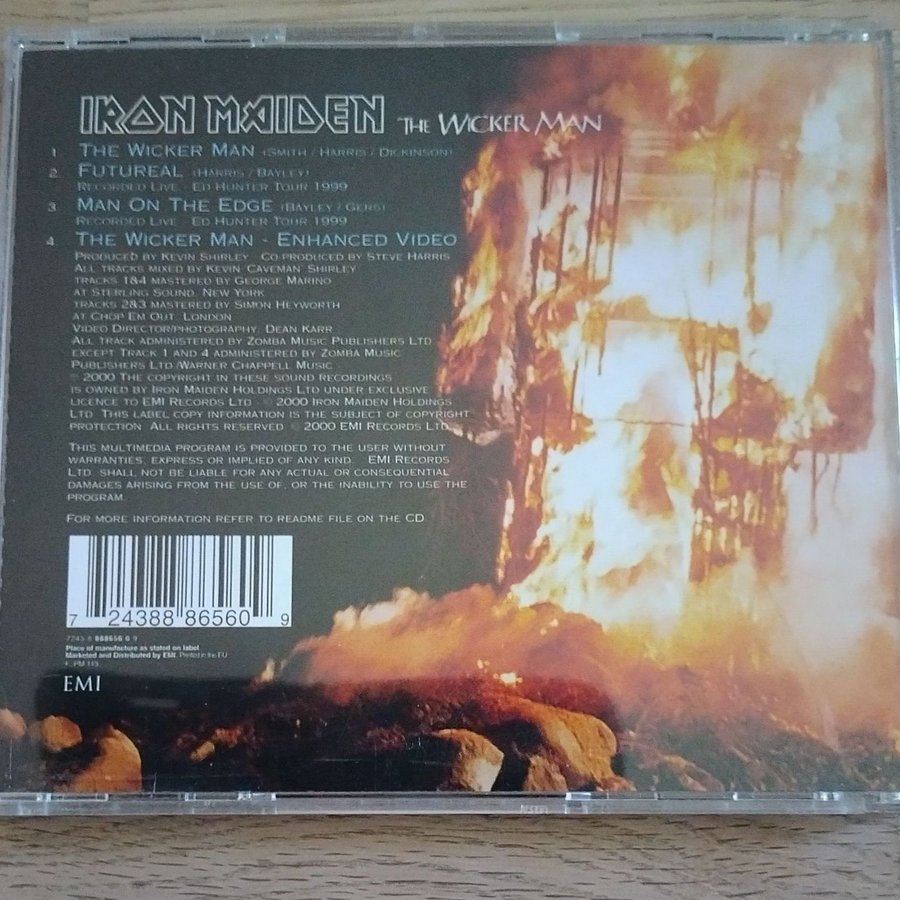 IRON MAIDEN THE WICKER MAN
1. THE WICKER MAN (SMITH / HARRIS / DICKINSON)
2. FUTUREAL (HARRIS / BAYLEY)
RECORDED LIVE - ED HUNTER TOUR 1999
3. MAN ON THE EDGE (BAYLEY / GERS)
RECORDED LIVE - ED HUNTER TOUR 1999
4. THE WICKER MAN - ENHANCED VIDEO
PRODUCED BY KEVIN SHIRLEY CO-PRODUCED BY STEVE HARRIS
ALL TRACKS MIXED BY KEVIN 'CAVEMAN' SHIRLEY
TRACKS 1&4 MASTERED BY GEORGE MARINO
AT STERLING SOUND, NEW YORK
TRACKS 2&3 MASTERED BY SIMON HEYWORTH
AT CHOP EM OUT, LONDON
VIDEO DIRECTOR/PHOTOGRAPHY: DEAN KARR
ALL TRACK ADMINISTERED BY ZOMBA MUSIC PUBLISHERS LTD
EXCEPT TRACK 1 AND 4 ADMINISTERED BY ZOMBA MUSIC
PUBLISHERS LTD./WARNER CHAPPELL MUSIC
℗ 2000 THE COPYRIGHT IN THESE SOUND RECORDINGS
IS OWNED BY IRON MAIDEN HOLDINGS LTD UNDER EXCLUSIVE
LICENCE TO EMI RECORDS LTD © 2000 IRON MAIDEN HOLDINGS
LTD THIS LABEL COPY INFORMATION IS THE SUBJECT OF COPYRIGHT
PROTECTION ALL RIGHTS RESERVED © 2000 EMI RECORDS LTD
THIS MULTIMEDIA PROGRAM IS PROVIDED TO THE USER WITHOUT
WARRANTIES, EXPRESS OR IMPLIED OF ANY KIND. EMI RECORDS
LTD. SHALL NOT BE LIABLE FOR ANY ACTUAL OR CONSEQUENTIAL
DAMAGES ARISING FROM THE USE OF, OR THE INABILITY TO USE THE
PROGRAM.
FOR MORE INFORMATION REFER TO README FILE ON THE CD
7 24388 86560 9
7243 8 888656 0 9
Place of manufacture as stated on label
Marketed and Distributed by EMI. Printed in the EU
EMI